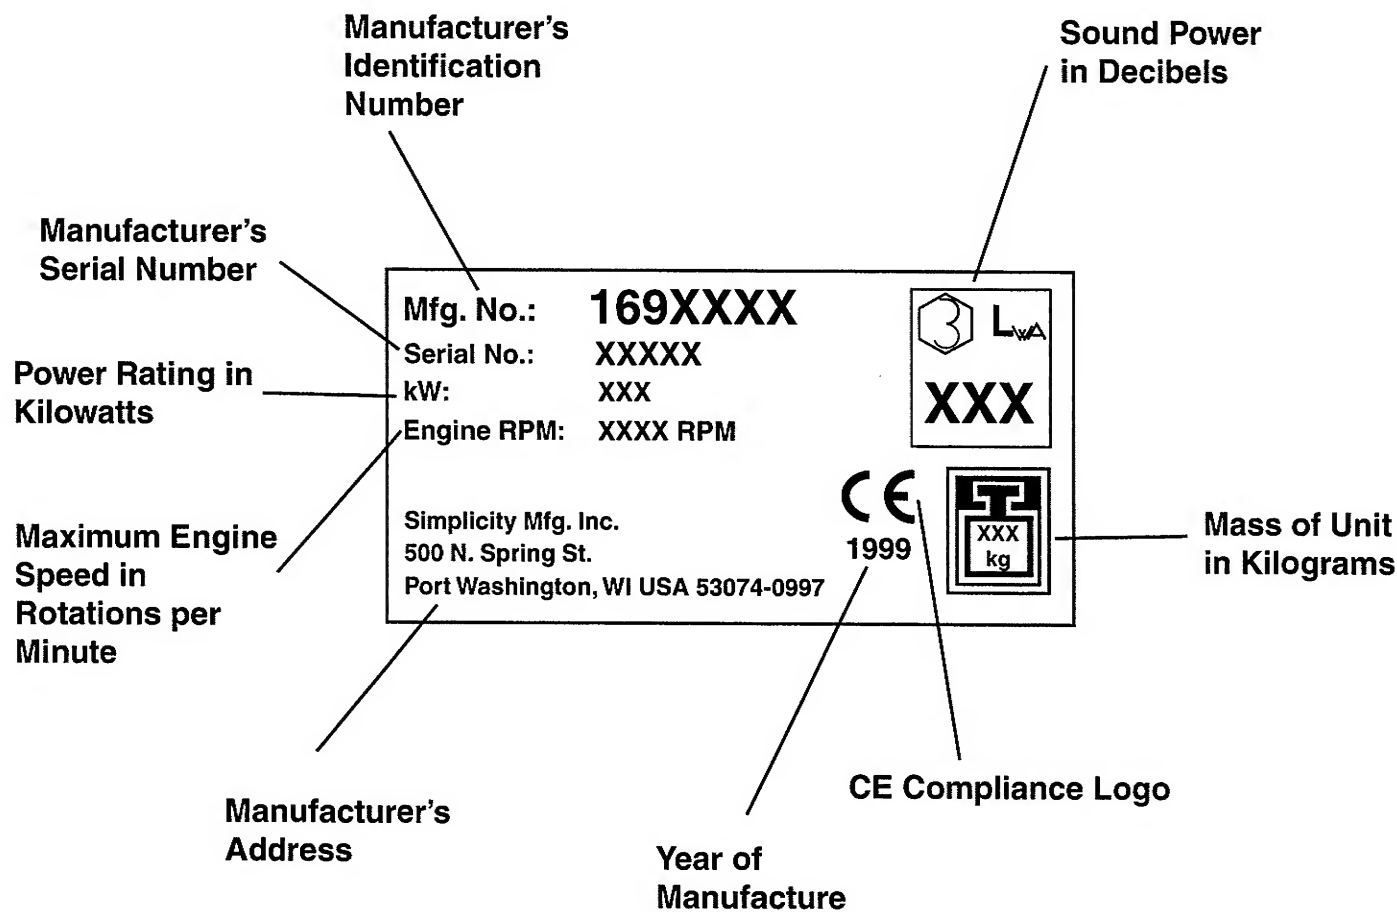 Manufacturer's
Identification
Number
Sound Power
in Decibels
Manufacturer's
Serial Number
Power Rating in
Kilowatts
Maximum Engine
Speed in
Rotations per
Minute
Mfg. No.: 169XXXX
Serial No.: XXXXX
kW: XXX
Engine RPM: XXXX RPM
Simplicity Mfg. Inc.
500 N. Spring St.
Port Washington, WI USA 53074-0997
3 LWA
XXX
CE
1999
XXX
kg
Mass of Unit
in Kilograms
Manufacturer's
Address
Year of
Manufacture
CE Compliance Logo